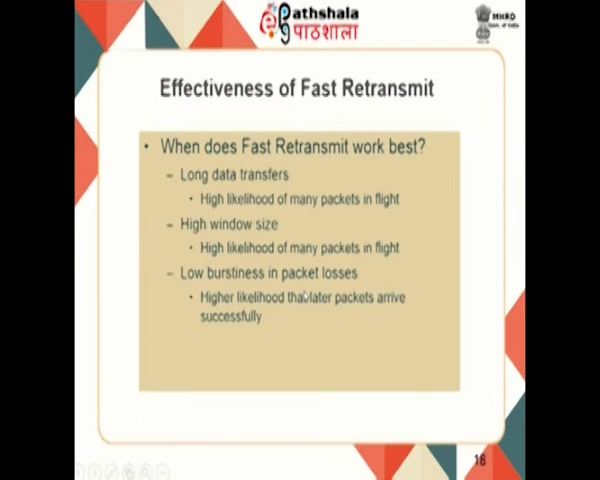 ePathshala
पाठशाला
MHRD
Govt. of India
Effectiveness of Fast Retransmit
• When does Fast Retransmit work best?
– Long data transfers
• High likelihood of many packets in flight
– High window size
• High likelihood of many packets in flight
– Low burstiness in packet losses
• Higher likelihood that later packets arrive
successfully
18